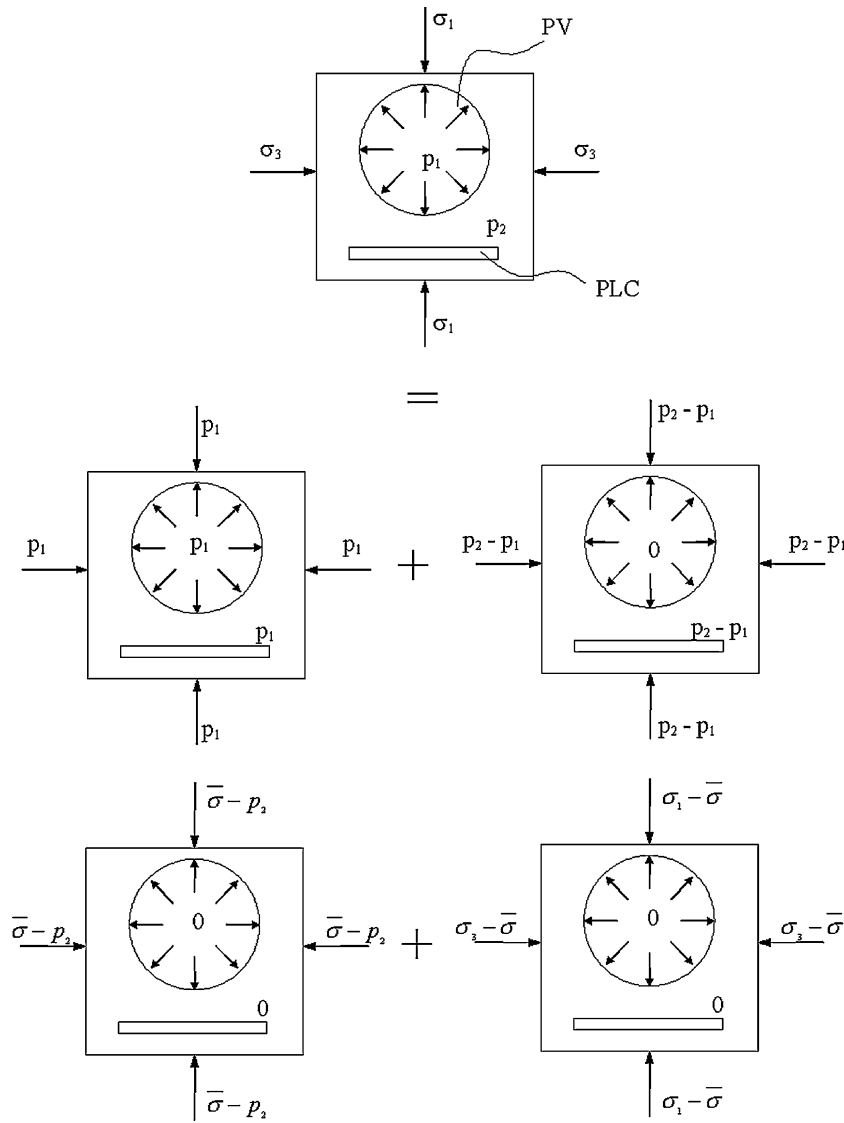 σ₁
PV
σ₃
σ₃
p₁
p₂
PLC
σ₁
=
p₁
p₂ - p₁
p₁
p₁
p₁
+
p₂ - p₁
0
p₂ - p₁
p₁
p₂ - p₁
p₁
p₂ - p₁
σ̅ − p₂
σ₁ − σ̅
σ̅ − p₂
0
σ̅ − p₂
+
σ₃ − σ̅
0
σ₃ − σ̅
0
0
σ̅ − p₂
σ₁ − σ̅